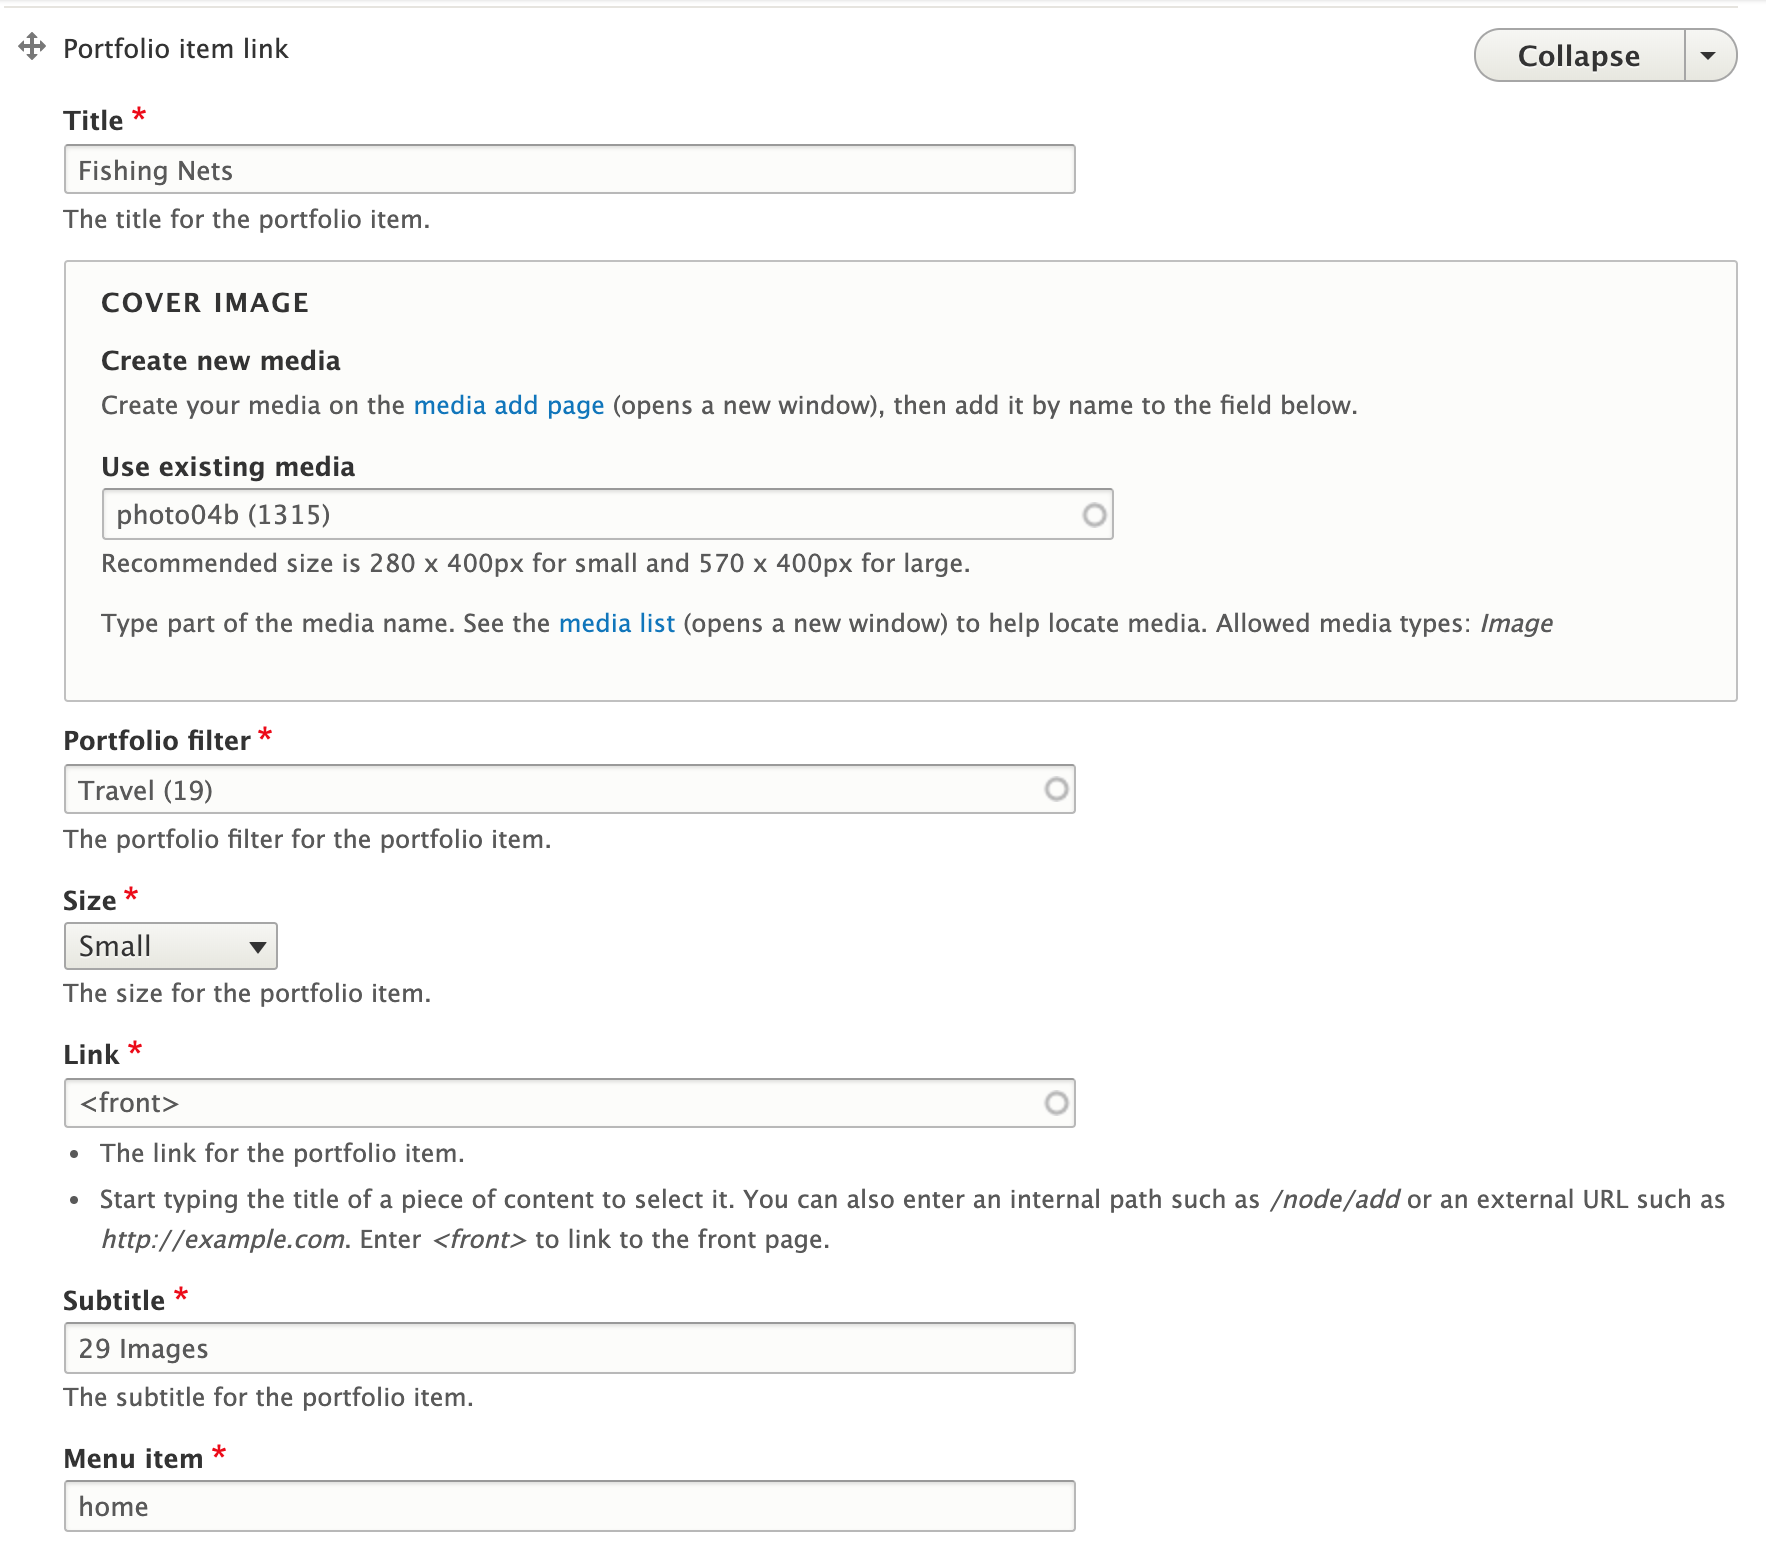 Portfolio item link
Collapse
Title *
Fishing Nets
The title for the portfolio item.
COVER IMAGE
Create new media
Create your media on the media add page (opens a new window), then add it by name to the field below.
Use existing media
photo04b (1315)
Recommended size is 280 x 400px for small and 570 x 400px for large.
Type part of the media name. See the media list (opens a new window) to help locate media. Allowed media types: Image
Portfolio filter *
Travel (19)
The portfolio filter for the portfolio item.
Size *
Small
The size for the portfolio item.
Link *
<front>
• The link for the portfolio item.
• Start typing the title of a piece of content to select it. You can also enter an internal path such as /node/add or an external URL such as
http://example.com. Enter <front> to link to the front page.
Subtitle *
29 Images
The subtitle for the portfolio item.
Menu item *
home